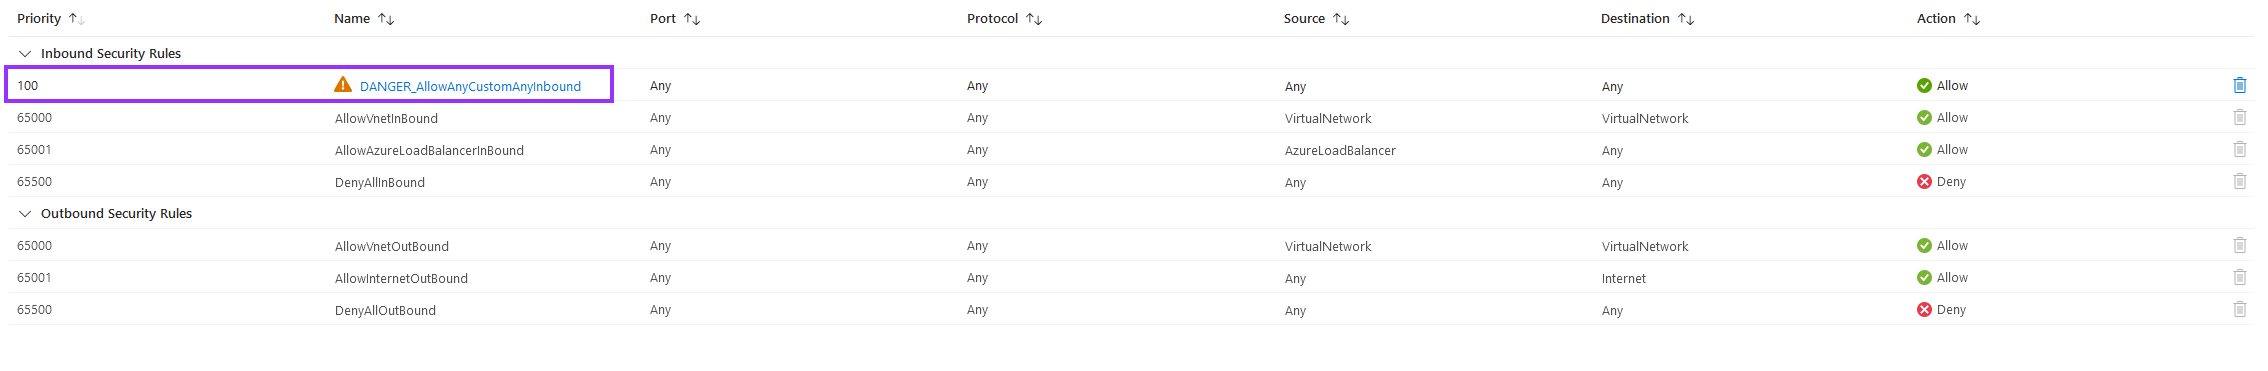 Priority Name Port Protocol Source Destination Action
Inbound Security Rules
100 DANGER_AllowAnyCustomAnyInbound Any Any Any Any Allow
65000 AllowVnetInBound Any Any VirtualNetwork VirtualNetwork Allow
65001 AllowAzureLoadBalancerInBound Any Any AzureLoadBalancer Any Allow
65500 DenyAllInBound Any Any Any Any Deny
Outbound Security Rules
65000 AllowVnetOutBound Any Any VirtualNetwork VirtualNetwork Allow
65001 AllowInternetOutBound Any Any Any Internet Allow
65500 DenyAllOutBound Any Any Any Any Deny